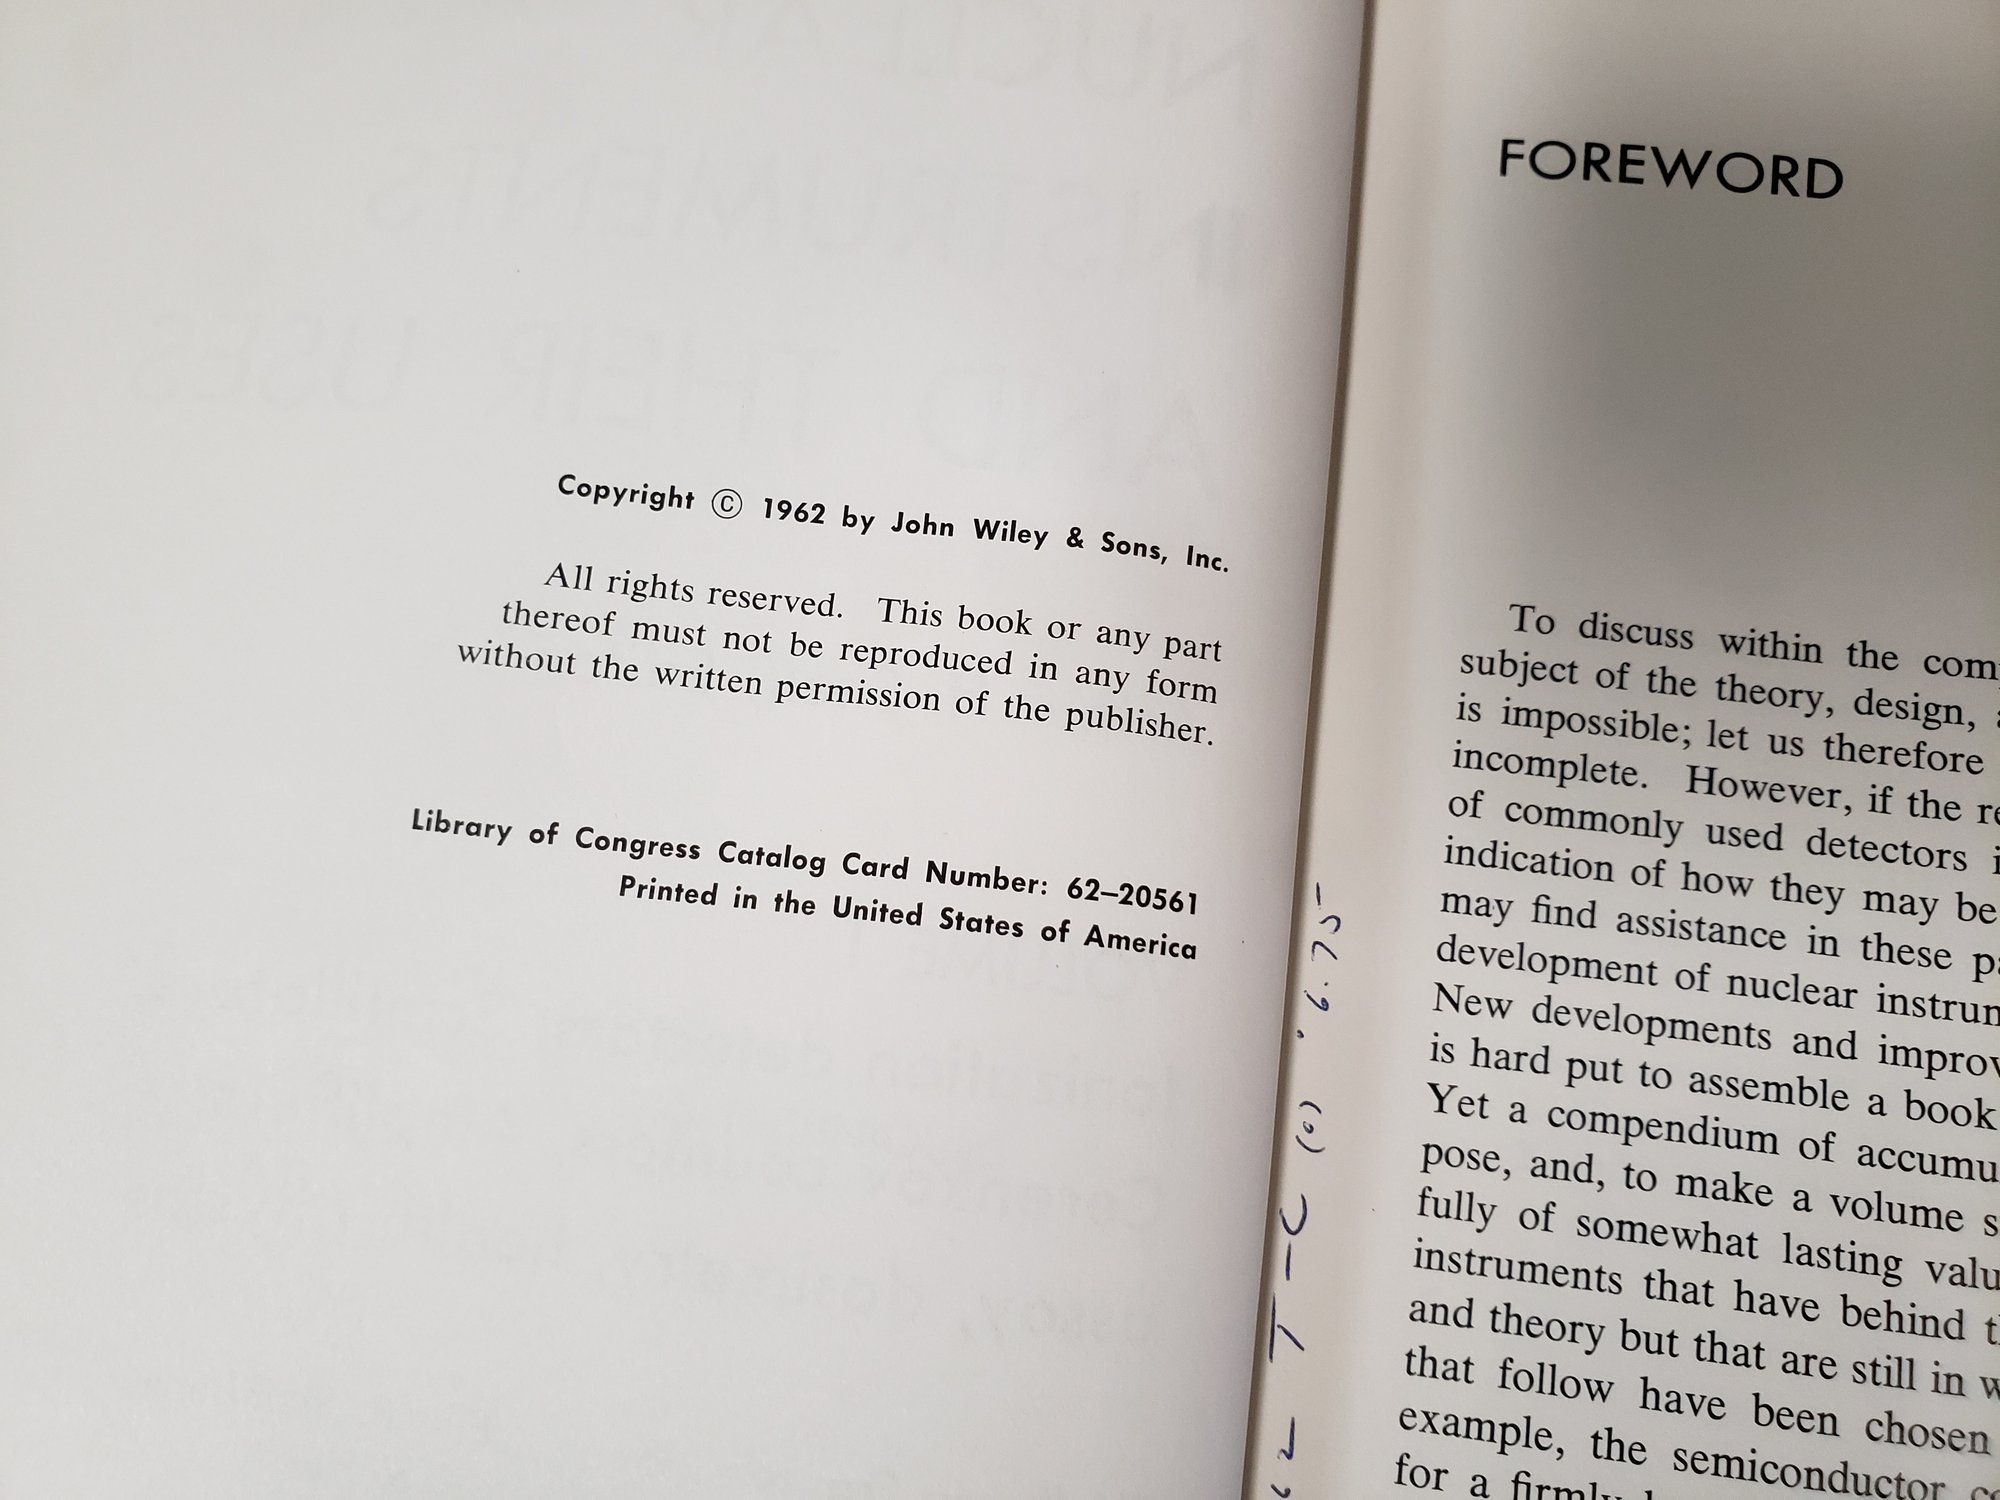 Copyright © 1962 by John Wiley & Sons, Inc.
All rights reserved. This book or any part
thereof must not be reproduced in any form
without the written permission of the publisher.
Library of Congress Catalog Card Number: 62–20561
Printed in the United States of America
T-C (0) 6.75
FOREWORD
To discuss within the
subject of the theory, design,
is impossible; let us therefore
incomplete. However, if the
of commonly used detectors
indication of how they may be
may find assistance in these
development of nuclear
New developments and
is hard put to assemble a book
Yet a compendium of
pose, and, to make a volume
fully of somewhat lasting
instruments that have behind
and theory but that are still in
that follow have been chosen
example, the semiconductor
for a firmly